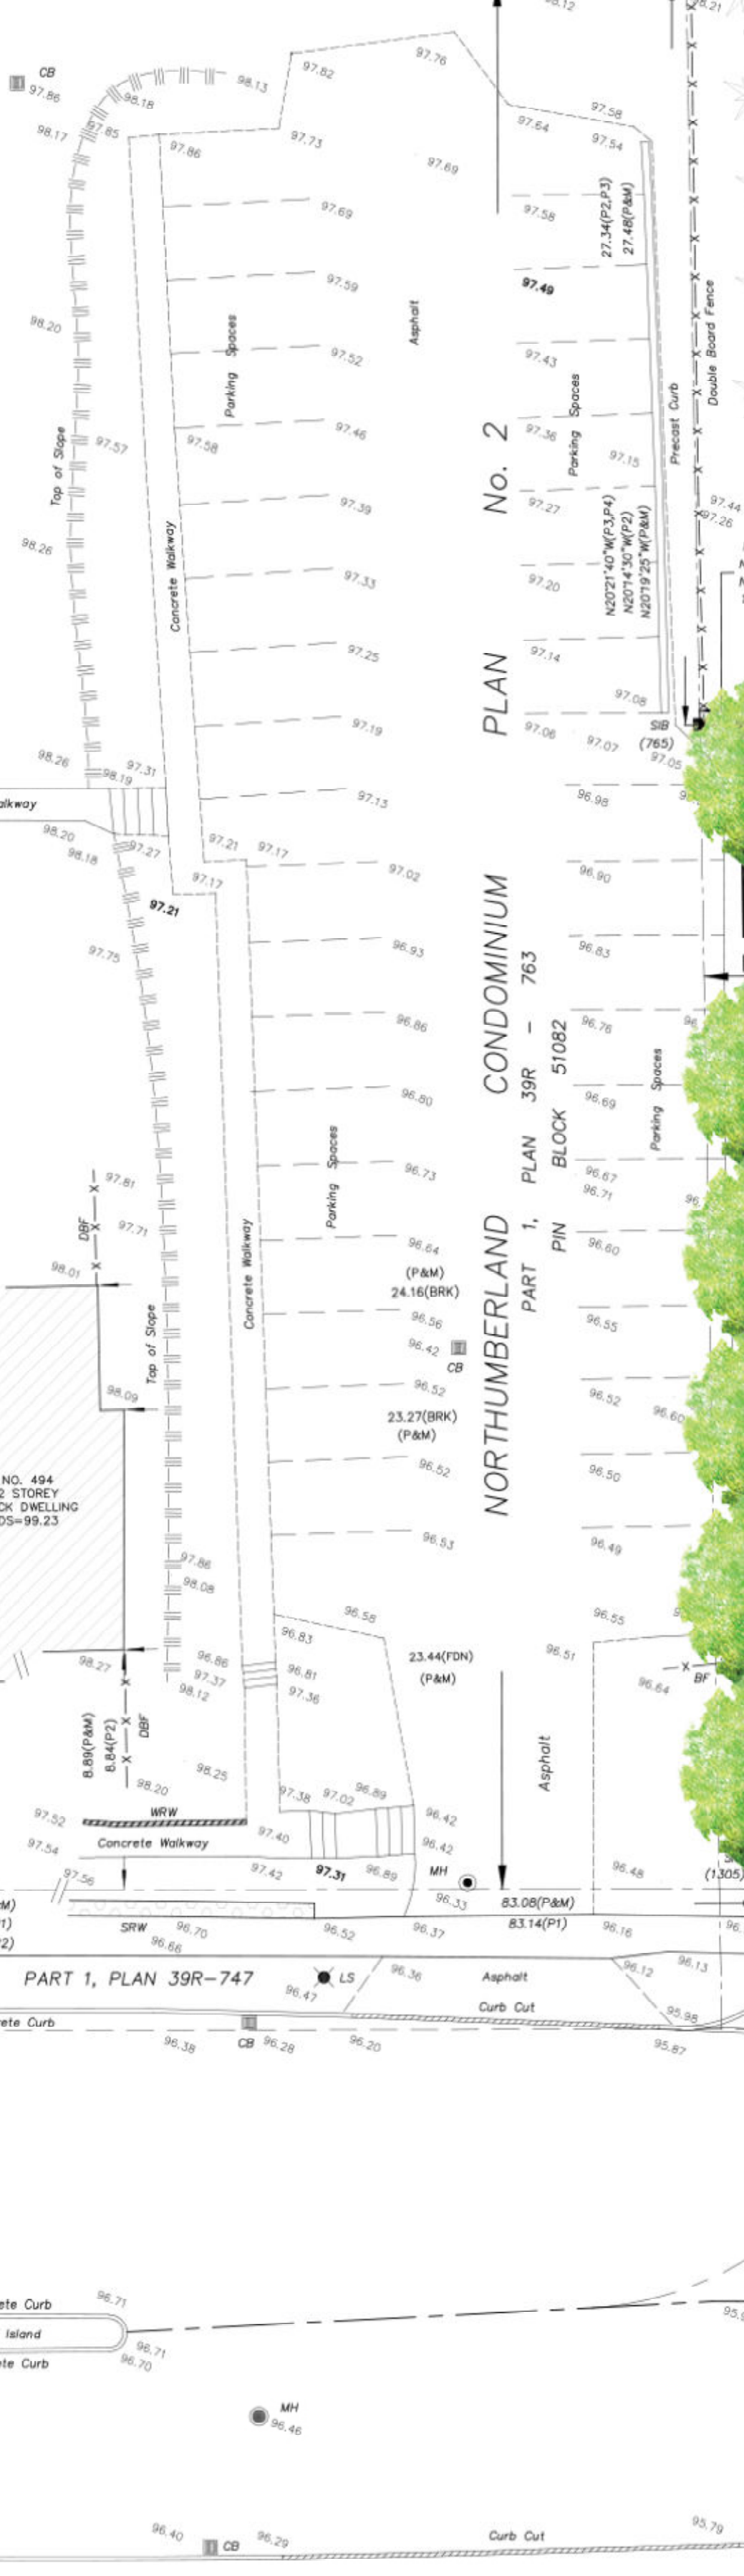 98.12
98.21
CB
97.86
98.18
98.13
97.82
97.76
98.17
97.85
97.86
97.73
97.69
97.64
97.58
97.54
97.69
97.58
27.34(P2,P3)
27.48(P&M)
97.59
97.49
98.20
Parking Spaces
Asphalt
Double Board Fence
97.52
97.43
Parking Spaces
Precast Curb
Top of Slope
97.57
97.58
97.46
97.36
97.15
98.26
97.39
97.27
97.44
97.26
Concrete Walkway
97.33
97.20
N20°21'40"W(P3,P4)
N20°14'30"W(P2)
N20°19'25"W(P&M)
97.25
97.14
97.08
97.19
97.06
97.07
SIB
(765)
97.05
98.26
97.31
98.19
97.13
96.98
alkway
98.20
98.18
97.27
97.21
97.17
97.02
96.90
97.17
97.21
97.75
96.93
96.83
96.86
96.76
96.80
96.69
Parking Spaces
Parking Spaces
96.73
96.67
96.71
NORTHUMBERLAND CONDOMINIUM PLAN No. 2
PART 1, PLAN 39R - 763
PIN BLOCK 51082
97.81
DBF
97.71
98.01
96.64
96.60
(P&M)
24.16(BRK)
Concrete Walkway
Top of Slope
96.56
96.55
96.42
CB
98.09
96.52
96.52
96.60
23.27(BRK)
(P&M)
96.52
96.50
NO. 494
2 STOREY
CK DWELLING
DS=99.23
96.53
96.49
97.86
98.08
96.58
96.55
96.83
98.27
96.86
97.37
98.12
96.81
97.36
23.44(FDN)
(P&M)
96.51
96.64
BF
8.89(P&M)
8.84(P2)
DBF
Asphalt
98.20
98.25
97.38
97.02
96.89
97.52
WRW
96.42
97.54
Concrete Walkway
97.40
96.42
97.56
97.42
97.31
96.89
MH
96.48
(1305)
96.33
83.08(P&M)
83.14(P1)
SRW
96.70
96.66
96.52
96.37
96.16
PART 1, PLAN 39R-747
LS
96.36
Asphalt
96.12
96.13
96.47
Curb Cut
95.98
ete Curb
CB
96.38
96.28
96.20
95.87
96.71
ete Curb
Island
96.71
96.70
ete Curb
MH
96.46
96.40
CB
96.29
Curb Cut
95.79